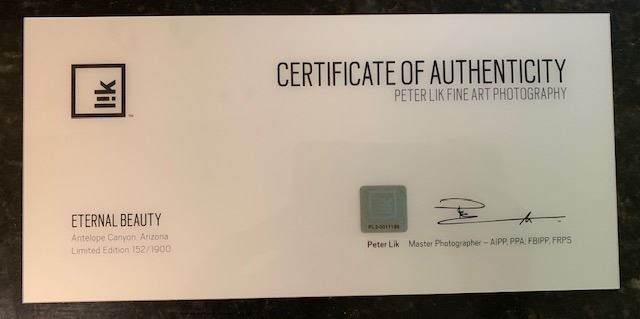 lik
™
CERTIFICATE OF AUTHENTICITY
PETER LIK FINE ART PHOTOGRAPHY
ETERNAL BEAUTY
Antelope Canyon, Arizona
Limited Edition 152/1900
Peter Lik Master Photographer – AIPP, PPA, FBIPP, FRPS